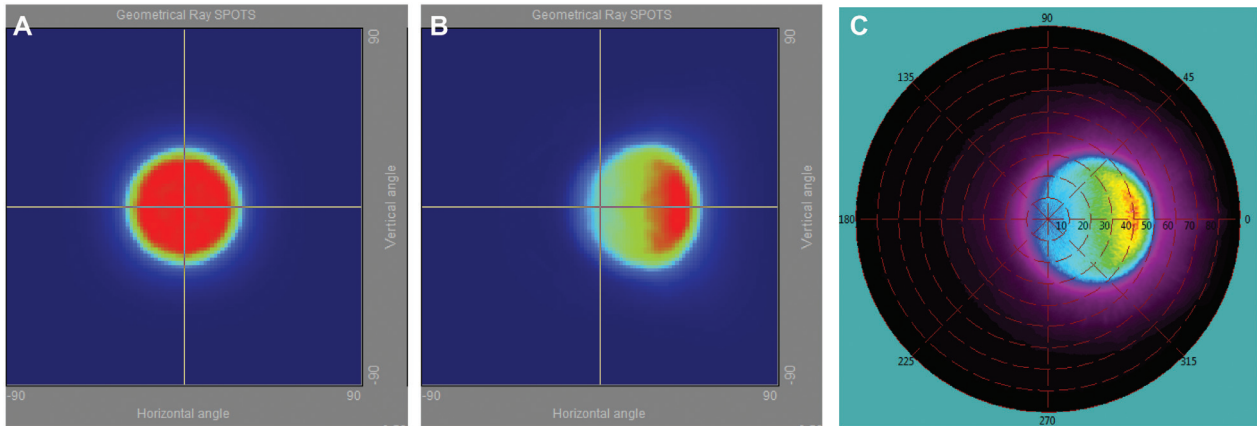 A
Geometrical Ray SPOTS
90
Vertical angle
-90
-90
90
Horizontal angle
B
Geometrical Ray SPOTS
90
Vertical angle
-90
-90
90
Horizontal angle
C
90
135
45
180
10 20 30 40 50 60 70 80
0
225
315
270